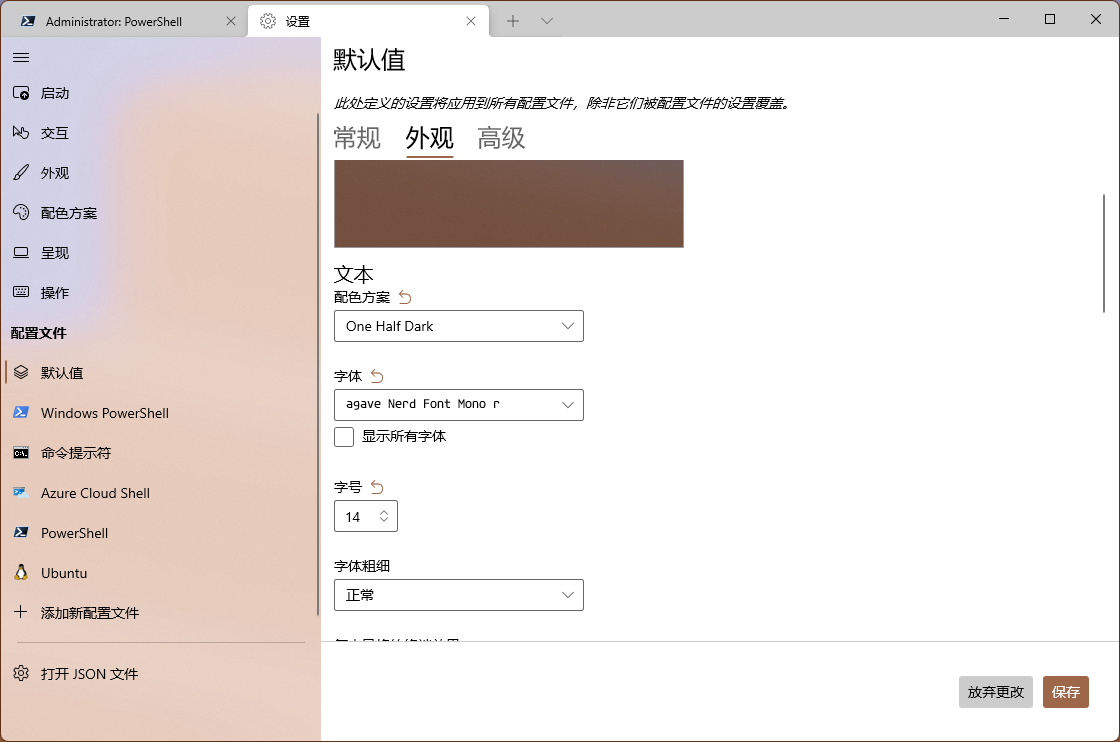 Administrator: PowerShell
设置
启动
交互
外观
配色方案
呈现
操作
配置文件
默认值
Windows PowerShell
命令提示符
Azure Cloud Shell
PowerShell
Ubuntu
添加新配置文件
打开 JSON 文件
默认值
此处定义的设置将应用到所有配置文件，除非它们被配置文件的设置覆盖。
常规 外观 高级
文本
配色方案
One Half Dark
字体
agave Nerd Font Mono r
显示所有字体
字号
14
字体粗细
正常
放弃更改 保存